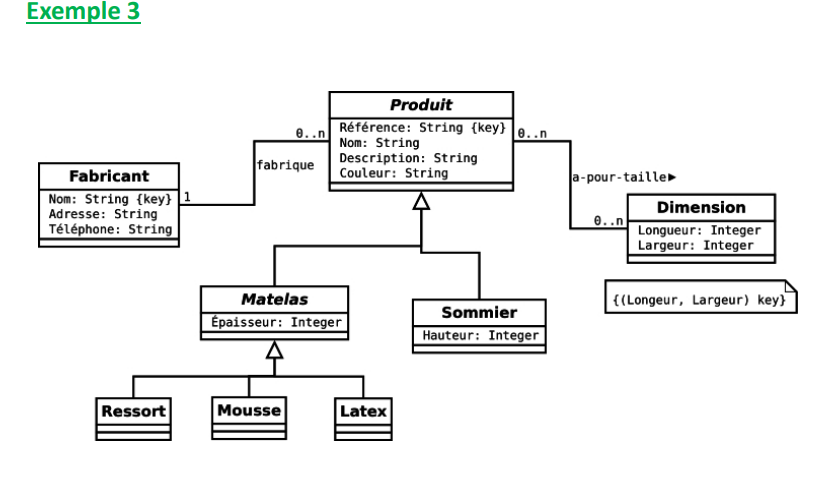 Exemple 3
Produit
Référence: String {key}
Nom: String
Description: String
Couleur: String
0..n
0..n
fabrique
1
Fabricant
Nom: String {key}
Adresse: String
Téléphone: String
a-pour-taille►
0..n
Dimension
Longueur: Integer
Largeur: Integer
{(Longeur, Largeur) key}
Matelas
Épaisseur: Integer
Sommier
Hauteur: Integer
Ressort
Mousse
Latex